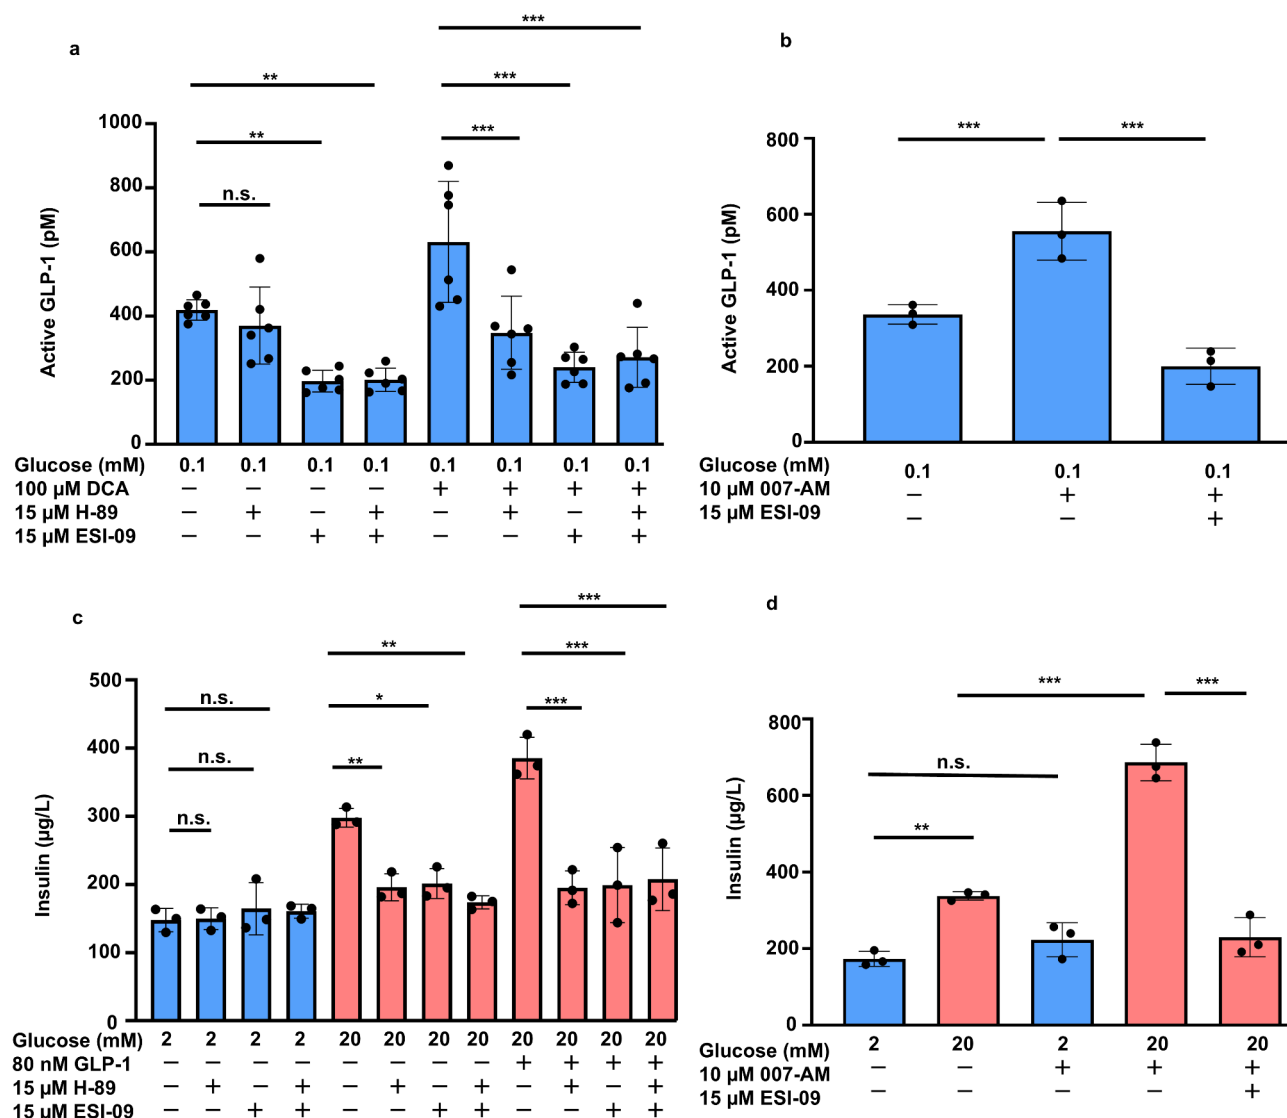 a
***
**
***
**
***
n.s.
1000
800
600
400
200
0
Active GLP-1 (pM)
Glucose (mM) 0.1 0.1 0.1 0.1 0.1 0.1 0.1 0.1
100 µM DCA − − − − + + + +
15 µM H-89 − + − + − + − +
15 µM ESI-09 − − + + − − + +
b
*** ***
800
600
400
200
0
Active GLP-1 (pM)
Glucose (mM) 0.1 0.1 0.1
10 µM 007-AM − + +
15 µM ESI-09 − − +
c
***
** ***
n.s. * ***
n.s. **
n.s.
500
400
300
200
100
0
Insulin (µg/L)
Glucose (mM) 2 2 2 2 20 20 20 20 20 20 20 20
80 nM GLP-1 − − − − − − − − + + + +
15 µM H-89 − + − + − + − + − + − +
15 µM ESI-09 − − + + − − + + − − + +
d
*** ***
n.s.
**
800
600
400
200
0
Insulin (µg/L)
Glucose (mM) 2 20 2 20 20
10 µM 007-AM − − + + +
15 µM ESI-09 − − − − +